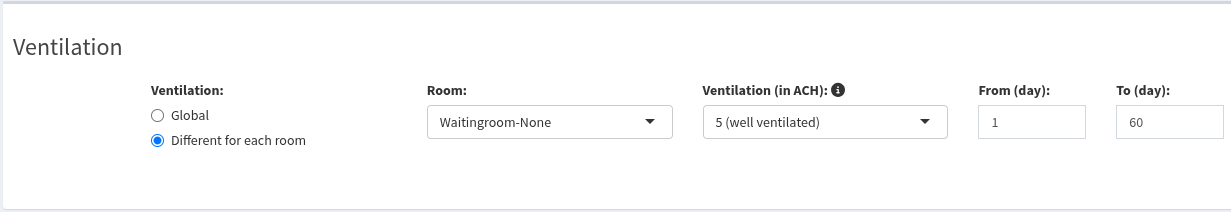 Ventilation
Ventilation: Room: Ventilation (in ACH): From (day): To (day):
Global
Waitingroom-None 5 (well ventilated) 1 60
Different for each room